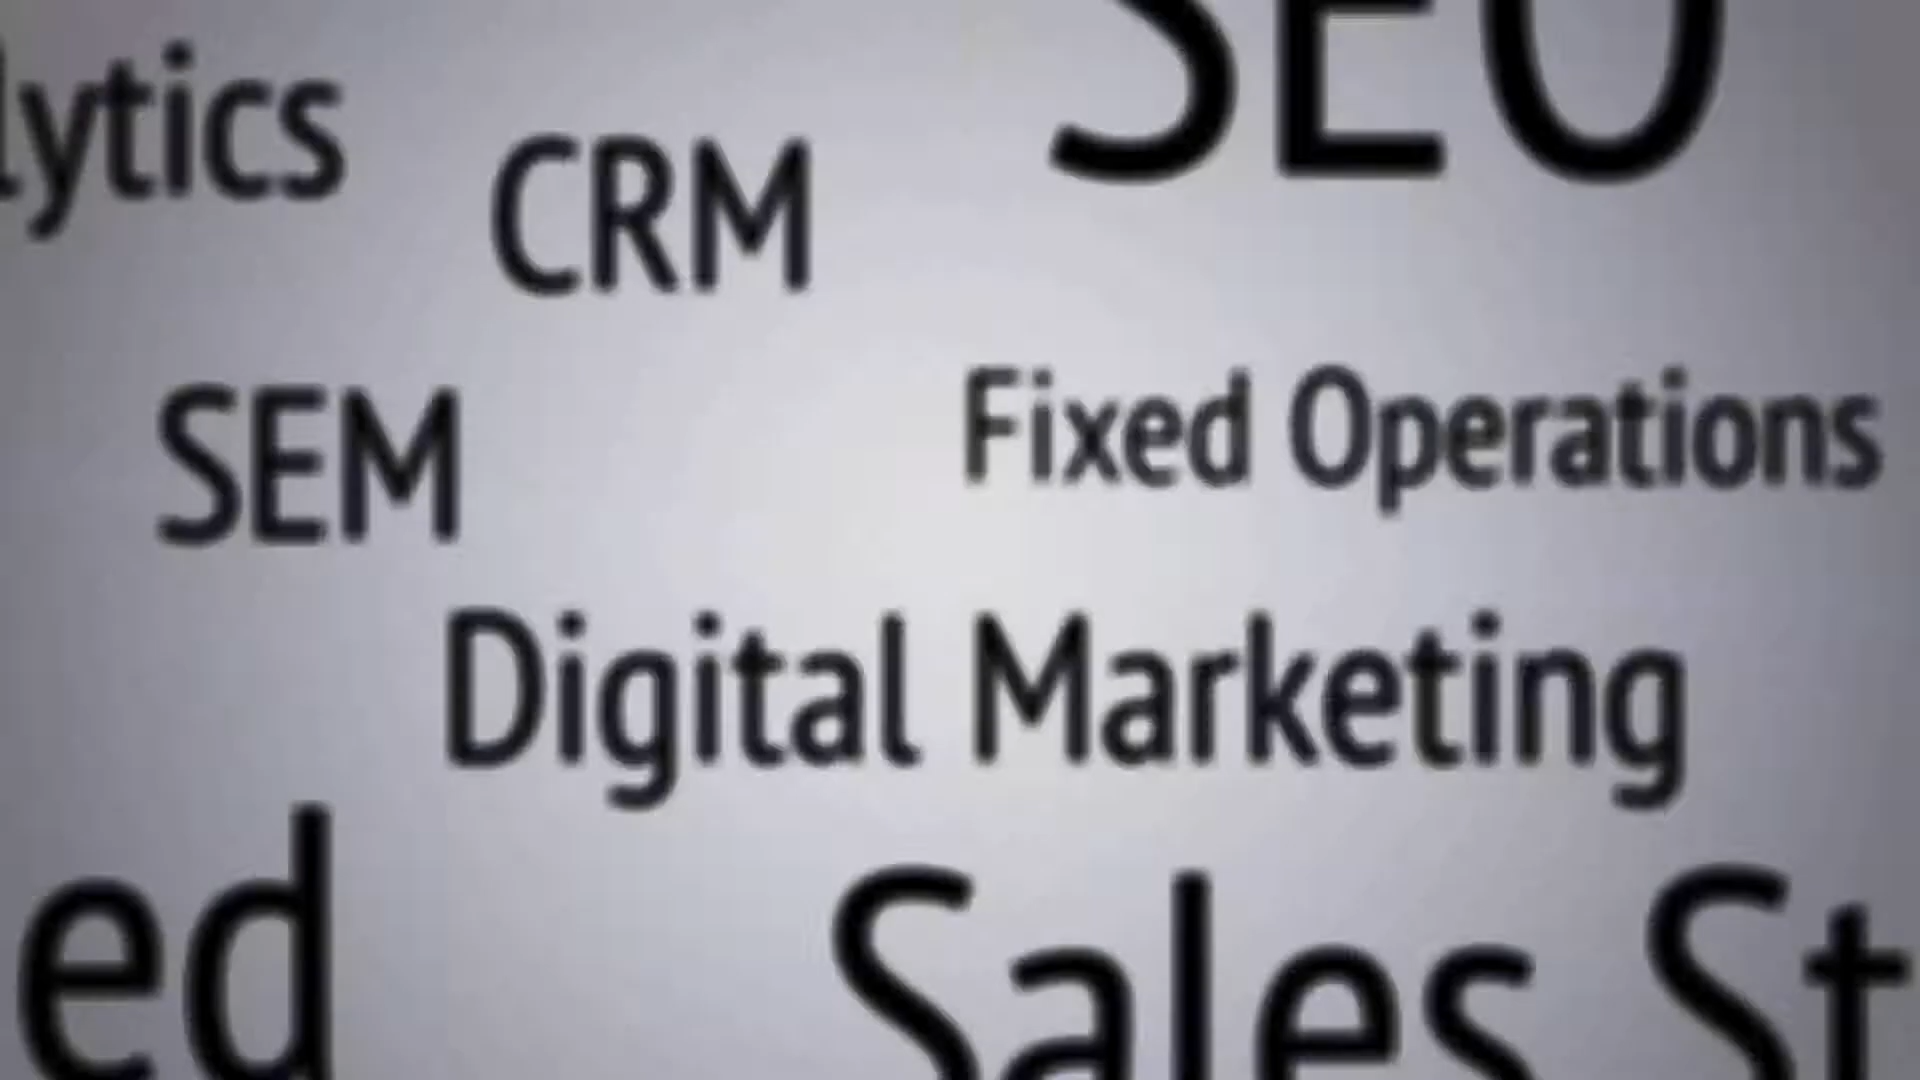 lytics
CRM
SEO
SEM
Fixed Operations
Digital Marketing
ed
Sales St